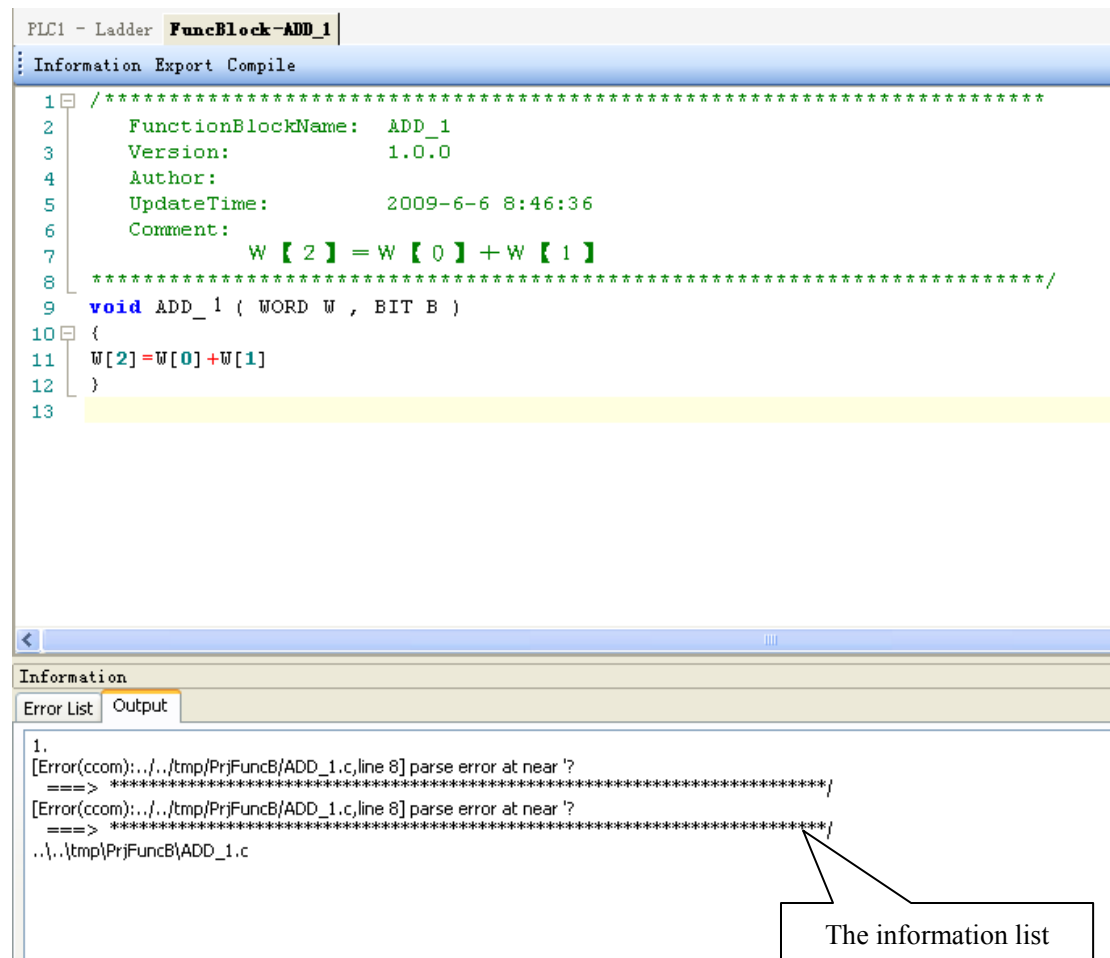 PLC1 - Ladder FuncBlock-ADD_1
Information Export Compile
1 /*************************************************************************
2 FunctionBlockName: ADD_1
3 Version: 1.0.0
4 Author:
5 UpdateTime: 2009-6-6 8:46:36
6 Comment:
7 W【2】＝W【0】＋W【1】
8 **************************************************************************/
9 void ADD_1 ( WORD W , BIT B )
10 {
11 W[2]=W[0]+W[1]
12 }
13
Information
Error List Output
1.
[Error(ccom):../../tmp/PrjFuncB/ADD_1.c,line 8] parse error at near '?
===> **************************************************************************/
[Error(ccom):../../tmp/PrjFuncB/ADD_1.c,line 8] parse error at near '?
===> **************************************************************************/
..\..\tmp\PrjFuncB\ADD_1.c
The information list